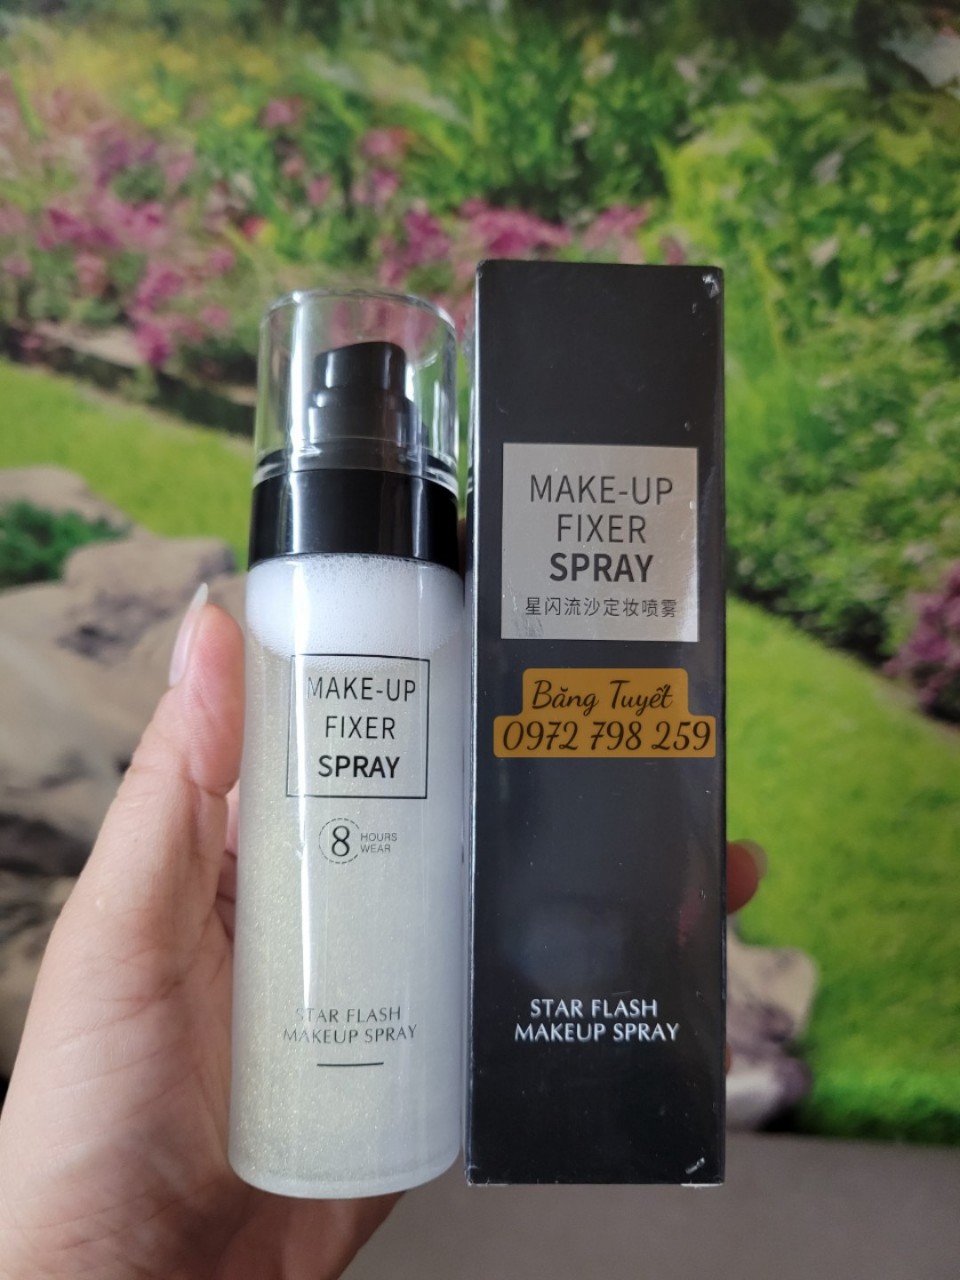 MAKE-UP
FIXER
SPRAY
8 HOURS
WEAR
STAR FLASH
MAKEUP SPRAY
MAKE-UP
FIXER
SPRAY
星闪流沙定妆喷雾
Băng Tuyết
0972 798 259
STAR FLASH
MAKEUP SPRAY